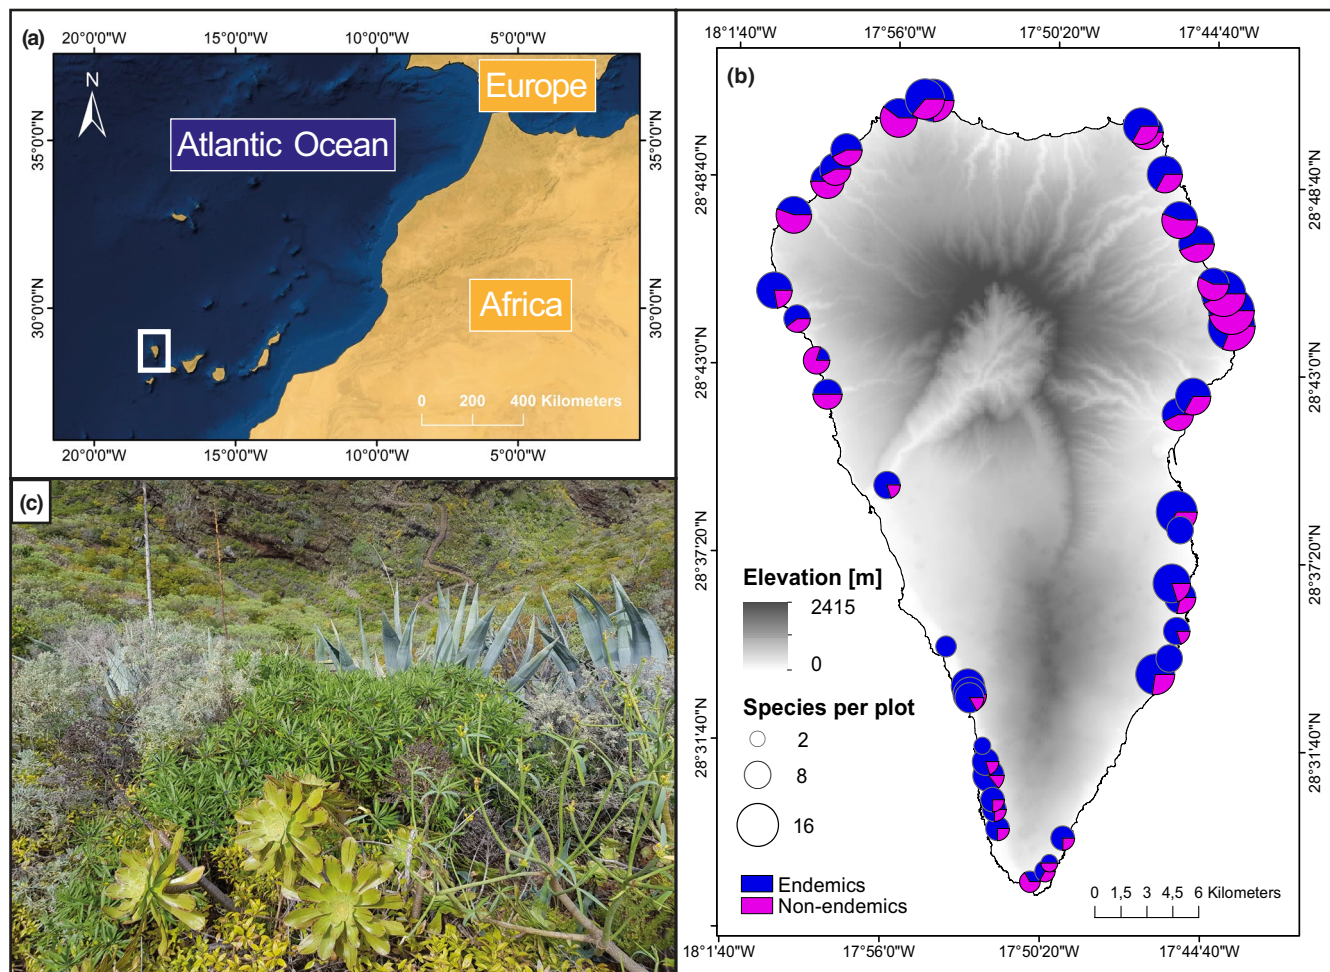 (a)
20°0'0"W 15°0'0"W 10°0'0"W 5°0'0"W
N
Europe
Atlantic Ocean
35°0'0"N
35°0'0"N
Africa
30°0'0"N
30°0'0"N
0 200 400 Kilometers
20°0'0"W 15°0'0"W 10°0'0"W 5°0'0"W
(c)
18°1'40"W 17°56'0"W 17°50'20"W 17°44'40"W
(b)
28°48'40"N
28°48'40"N
28°43'0"N
28°43'0"N
28°37'20"N
28°37'20"N
28°31'40"N
28°31'40"N
Elevation [m]
2415
0
Species per plot
2
8
16
Endemics
Non-endemics
0 1,5 3 4,5 6 Kilometers
18°11'40"W 17°56'0"W 17°50'20"W 17°44'40"W